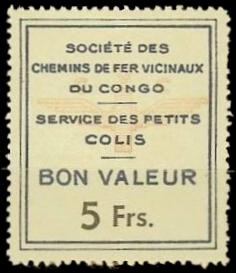 SOCIÉTÉ DES
CHEMINS DE FER VICINAUX
DU CONGO
SERVICE DES PETITS
COLIS
BON VALEUR
5 Frs.